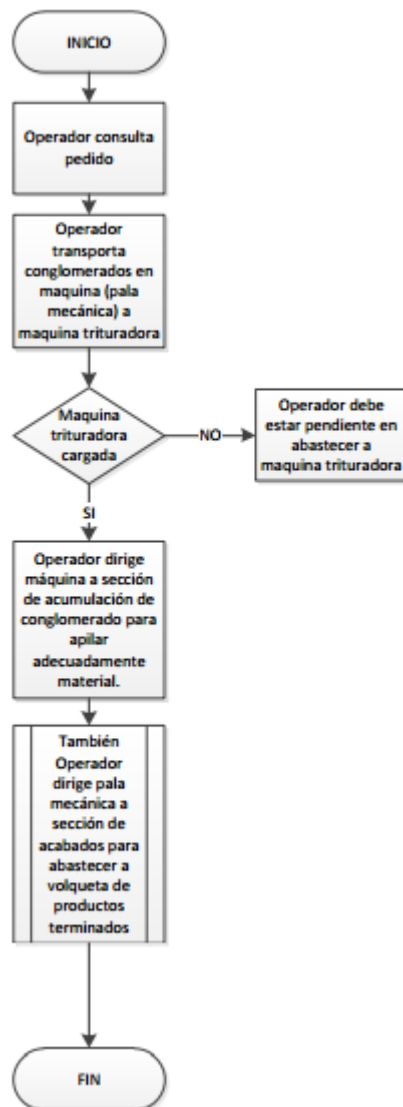 INICIO
Operador consulta
pedido
Operador
transporta
conglomerados en
maquina (pala
mecánica) a
maquina trituradora
Maquina
trituradora
cargada
NO
Operador debe
estar pendiente en
abastecer a
maquina trituradora
SI
Operador dirige
máquina a sección
de acumulación de
conglomerado para
apilar
adecuadamente
material.
También
Operador
dirige pala
mecánica a
sección de
acabados para
abastecer a
volqueta de
productos
terminados
FIN